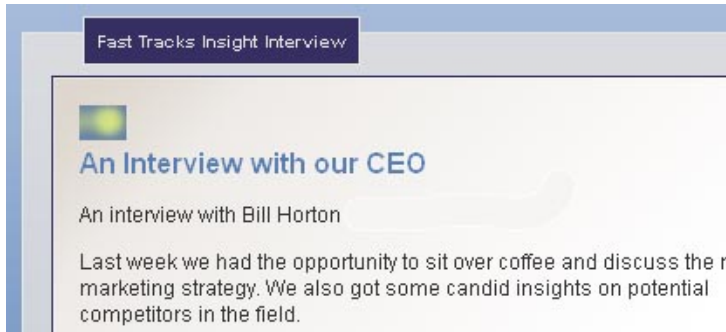 Fast Tracks Insight Interview
An Interview with our CEO
An interview with Bill Horton
Last week we had the opportunity to sit over coffee and discuss the
marketing strategy. We also got some candid insights on potential
competitors in the field.